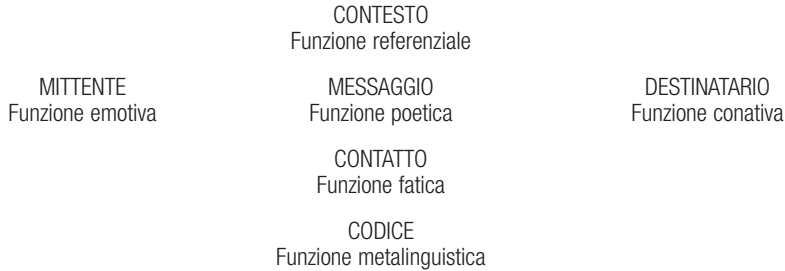 CONTESTO
Funzione referenziale
MITTENTE MESSAGGIO DESTINATARIO
Funzione emotiva Funzione poetica Funzione conativa
CONTATTO
Funzione fatica
CODICE
Funzione metalinguistica